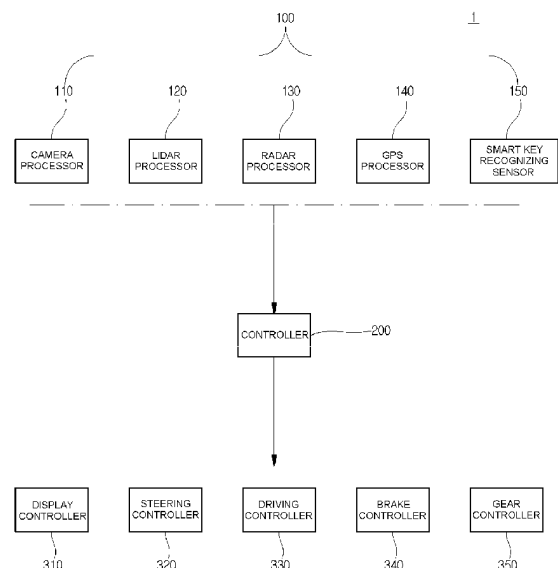 100
1
110
120
130
140
150
CAMERA
PROCESSOR
LIDAR
PROCESSOR
RADAR
PROCESSOR
GPS
PROCESSOR
SMART KEY
RECOGNIZING
SENSOR
CONTROLLER
200
DISPLAY
CONTROLLER
STEERING
CONTROLLER
DRIVING
CONTROLLER
BRAKE
CONTROLLER
GEAR
CONTROLLER
310
320
330
340
350